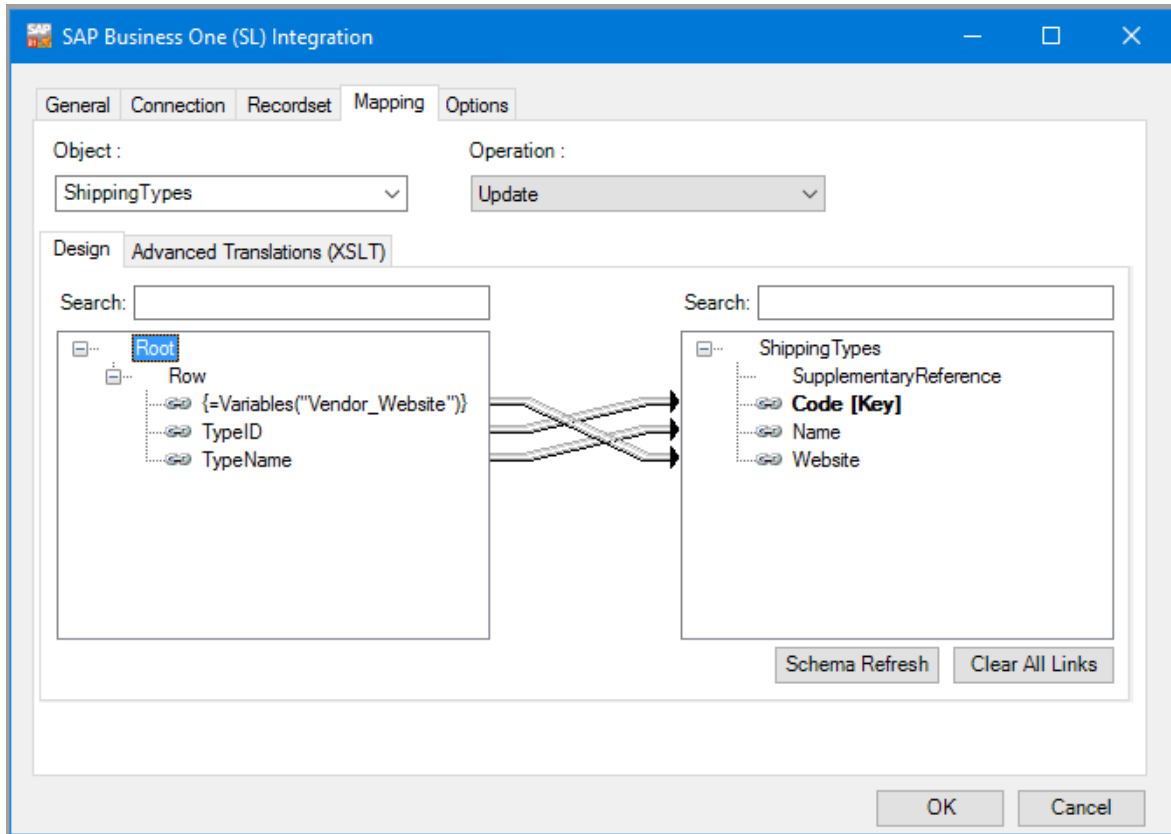 SAP Business One (SL) Integration
General Connection Recordset Mapping Options
Object : Operation :
ShippingTypes Update
Design Advanced Translations (XSLT)
Search: Search:
Root ShippingTypes
Row SupplementaryReference
{=Variables("Vendor_Website")} Code [Key]
TypeID Name
TypeName Website
Schema Refresh Clear All Links
OK Cancel